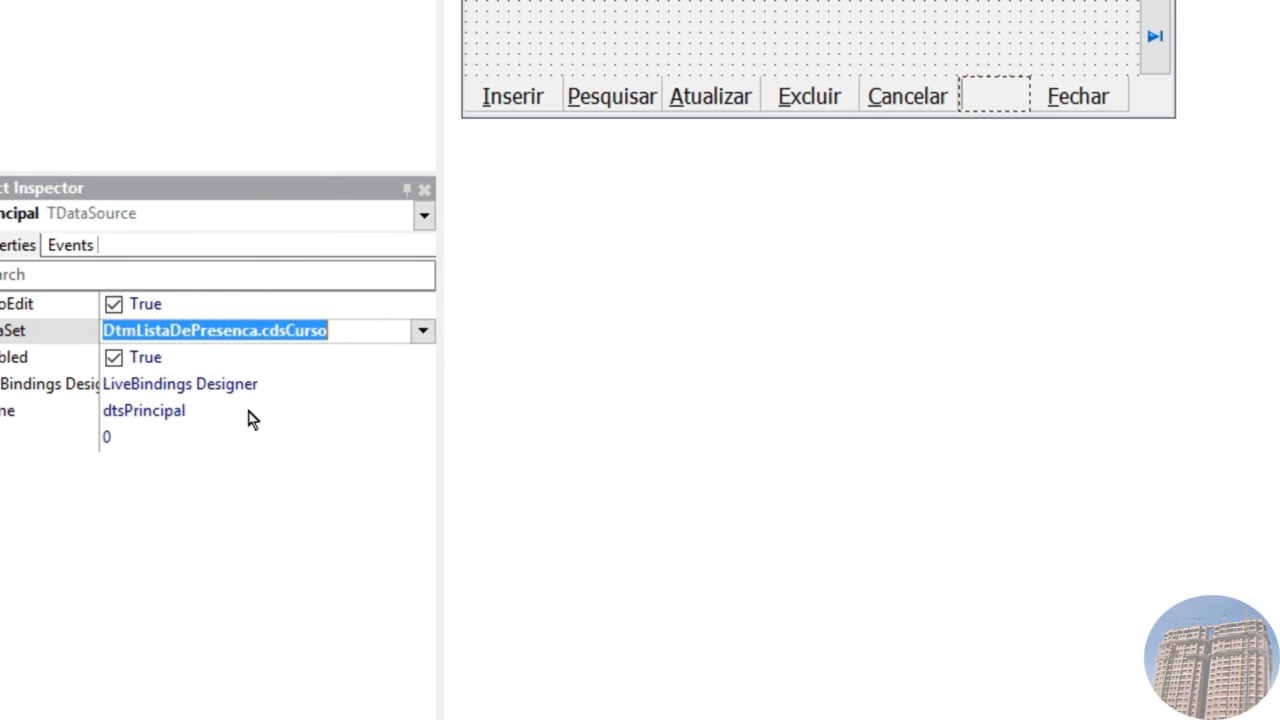 Inserir Pesquisar Atualizar Excluir Cancelar Fechar
ct Inspector
ncipal TDataSource
erties Events
arch
oEdit True
aSet DtmListaDePresenca.cdsCurso
bled True
Bindings Desig LiveBindings Designer
ne dtsPrincipal
0